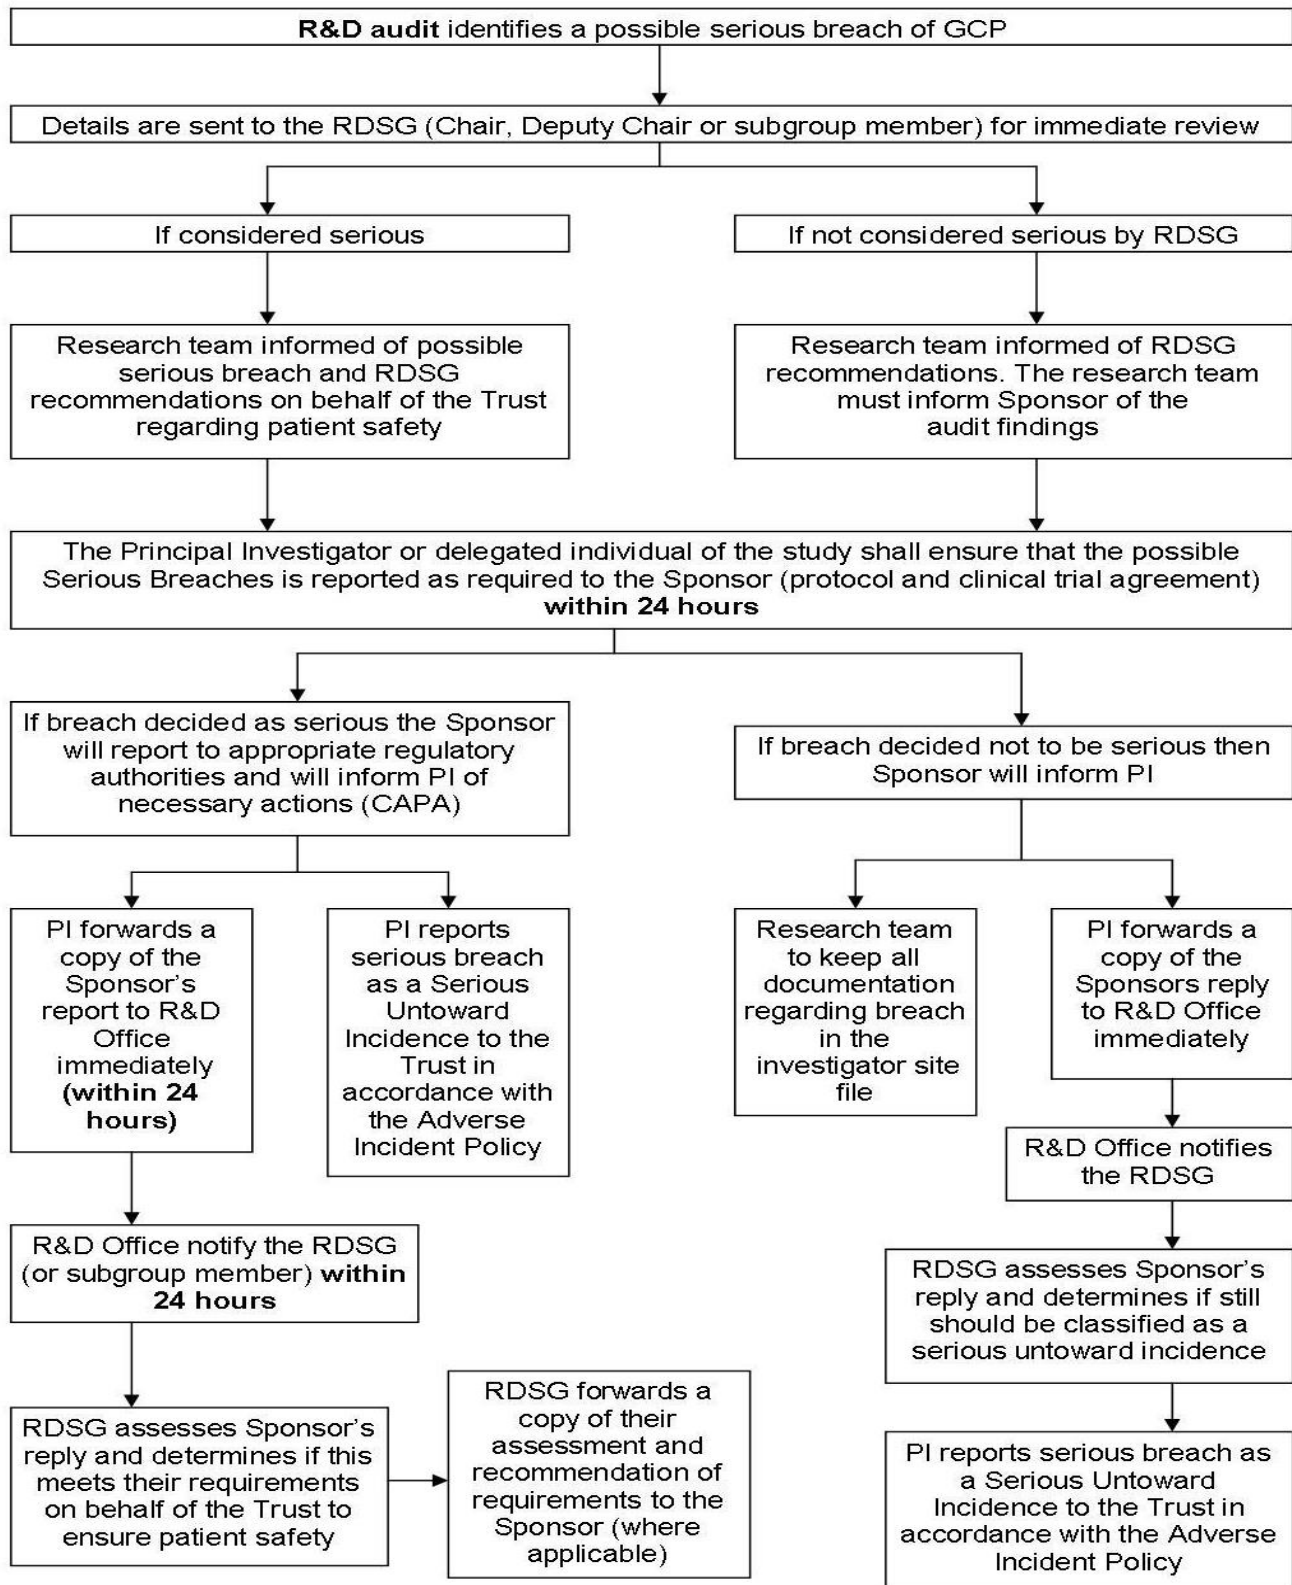 R&D audit identifies a possible serious breach of GCP
Details are sent to the RDSG (Chair, Deputy Chair or subgroup member) for immediate review
If considered serious
If not considered serious by RDSG
Research team informed of possible
serious breach and RDSG
recommendations on behalf of the Trust
regarding patient safety
Research team informed of RDSG
recommendations. The research team
must inform Sponsor of the
audit findings
The Principal Investigator or delegated individual of the study shall ensure that the possible
Serious Breaches is reported as required to the Sponsor (protocol and clinical trial agreement)
within 24 hours
If breach decided as serious the Sponsor
will report to appropriate regulatory
authorities and will inform PI of
necessary actions (CAPA)
If breach decided not to be serious then
Sponsor will inform PI
PI forwards a
copy of the
Sponsor's
report to R&D
Office
immediately
(within 24
hours)
PI reports
serious breach
as a Serious
Untoward
Incidence to the
Trust in
accordance with
the Adverse
Incident Policy
Research team
to keep all
documentation
regarding breach
in the
investigator site
file
PI forwards a
copy of the
Sponsors reply
to R&D Office
immediately
R&D Office notifies
the RDSG
R&D Office notify the RDSG
(or subgroup member) within
24 hours
RDSG assesses Sponsor's
reply and determines if still
should be classified as a
serious untoward incidence
RDSG assesses Sponsor's
reply and determines if this
meets their requirements
on behalf of the Trust to
ensure patient safety
RDSG forwards a
copy of their
assessment and
recommendation of
requirements to the
Sponsor (where
applicable)
PI reports serious breach as
a Serious Untoward
Incidence to the Trust in
accordance with the Adverse
Incident Policy